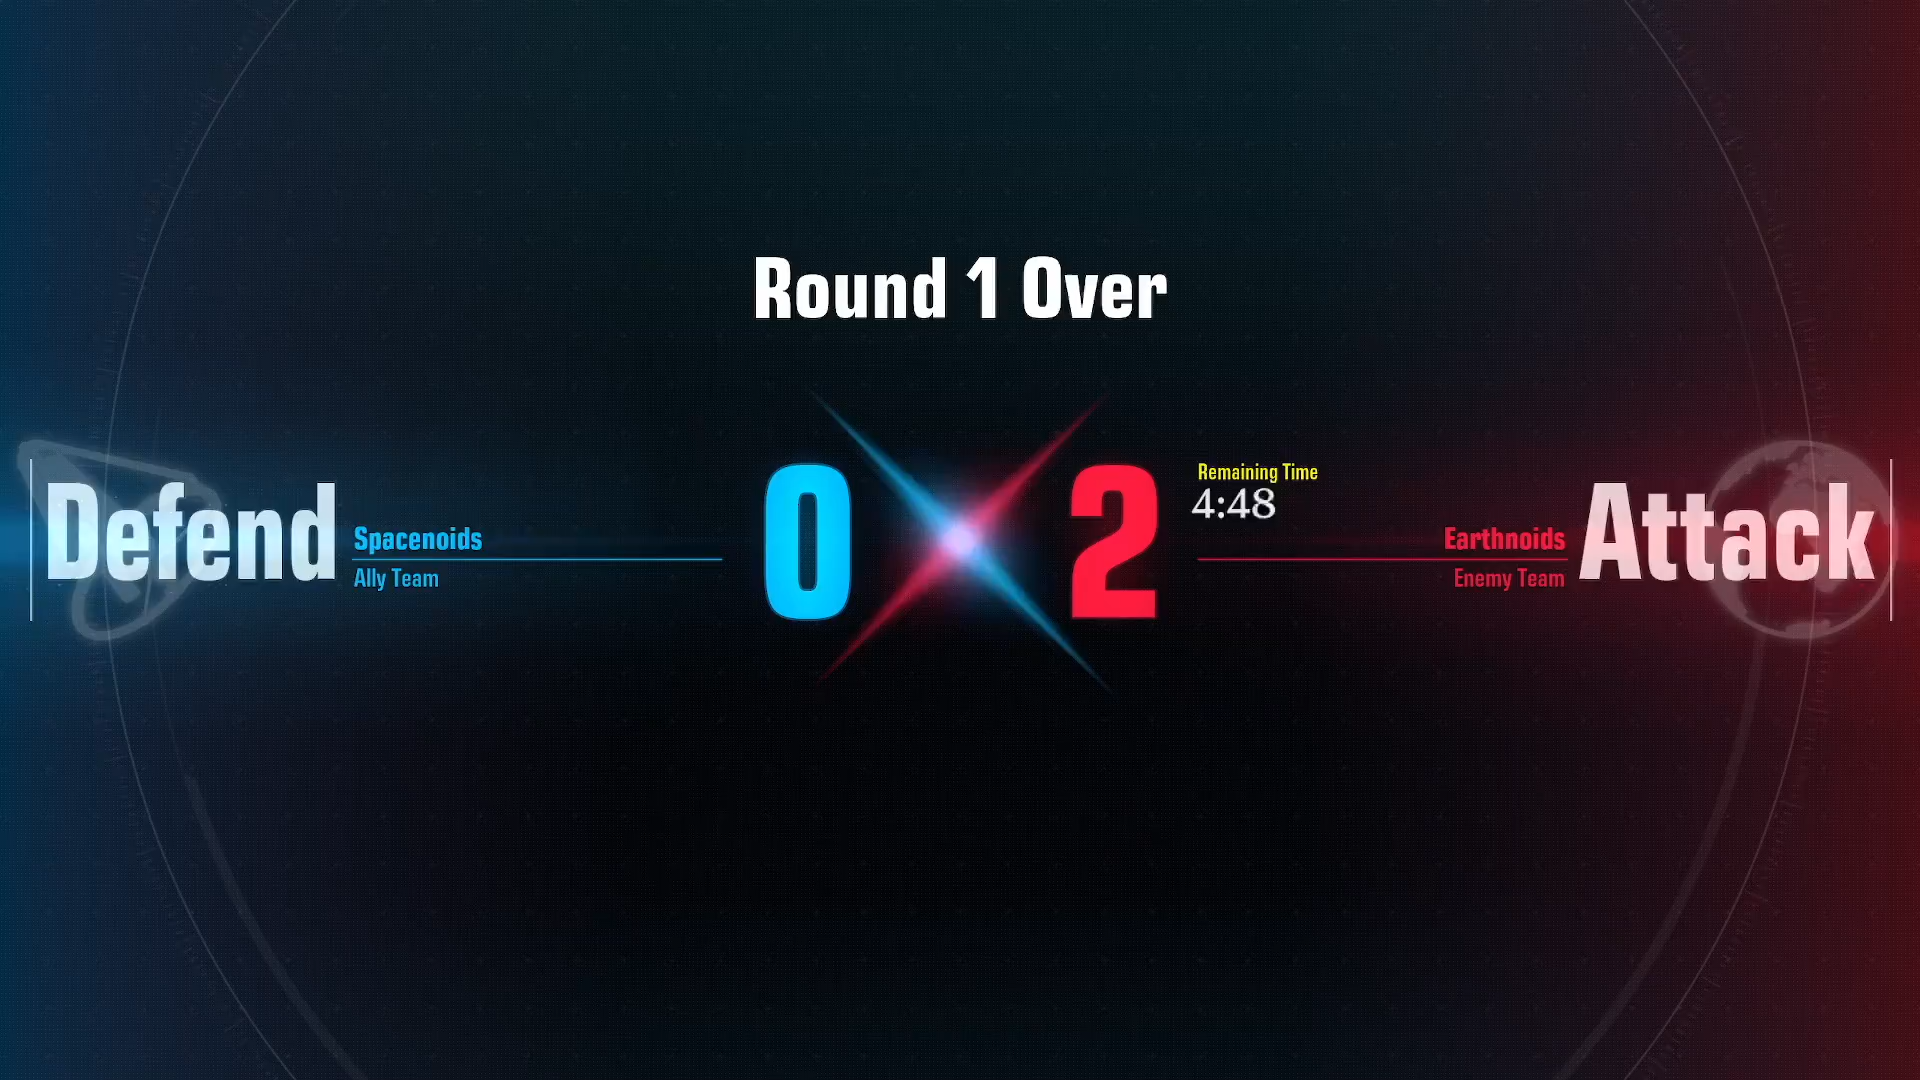 Round 1 Over
Defend
Spacenoids
Ally Team
0
2
Remaining Time
4:48
Earthnoids
Enemy Team
Attack